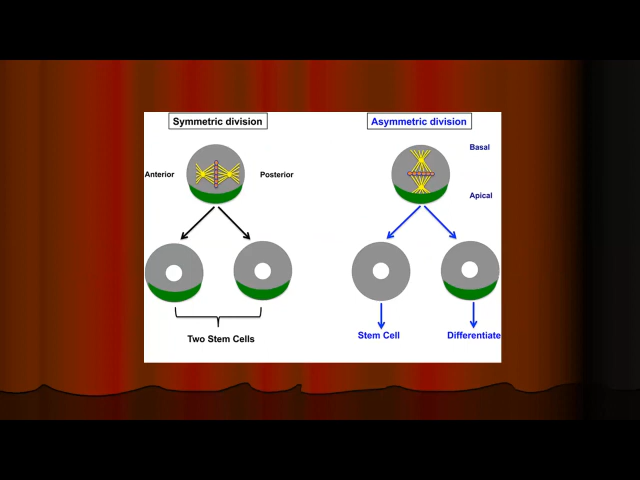 Symmetric division
Asymmetric division
Basal
Anterior
Posterior
Apical
Two Stem Cells
Stem Cell
Differentiate